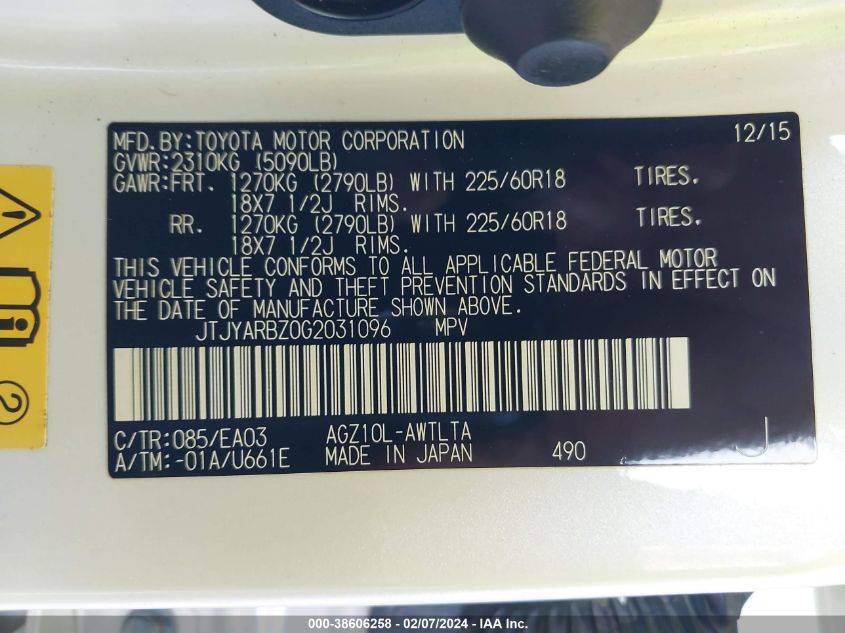 MFD.BY:TOYOTA MOTOR CORPORATION 12/15
GVWR:2310KG (5090LB)
GAWR:FRT. 1270KG (2790LB) WITH 225/60R18 TIRES.
18X7 1/2J RIMS.
RR. 1270KG (2790LB) WITH 225/60R18 TIRES.
18X7 1/2J RIMS.
THIS VEHICLE CONFORMS TO ALL APPLICABLE FEDERAL MOTOR
VEHICLE SAFETY AND THEFT PREVENTION STANDARDS IN EFFECT ON
THE DATE OF MANUFACTURE SHOWN ABOVE.
JTJYARBZ0G2031096 MPV
C/TR:085/EA03 AGZ10L-AWTLTA
A/TM:-01A/U661E MADE IN JAPAN 490 J
2
000-38606258 - 02/07/2024 - IAA Inc.